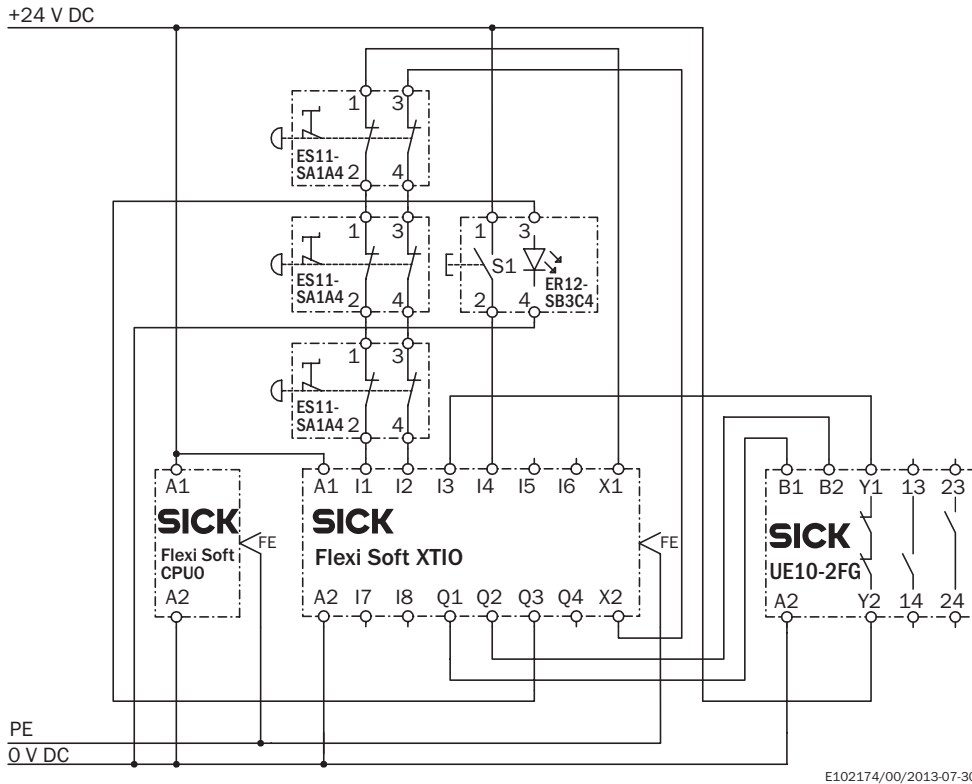 +24 V DC
1 3
ES11-
SA1A4 2 4
1 3
ES11-
SA1A4 2 4
1 3
S1
ER12-
SB3C4
2 4
1 3
ES11-
SA1A4 2 4
A1
SICK
Flexi Soft
CPU0
A2
FE
A1 I1 I2 I3 I4 I5 I6 X1
SICK
Flexi Soft XTIO
FE
A2 I7 I8 Q1 Q2 Q3 Q4 X2
B1 B2 Y1 13 23
SICK
UE10-2FG
A2 Y2 14 24
PE
0 V DC
E102174/00/2013-07-30